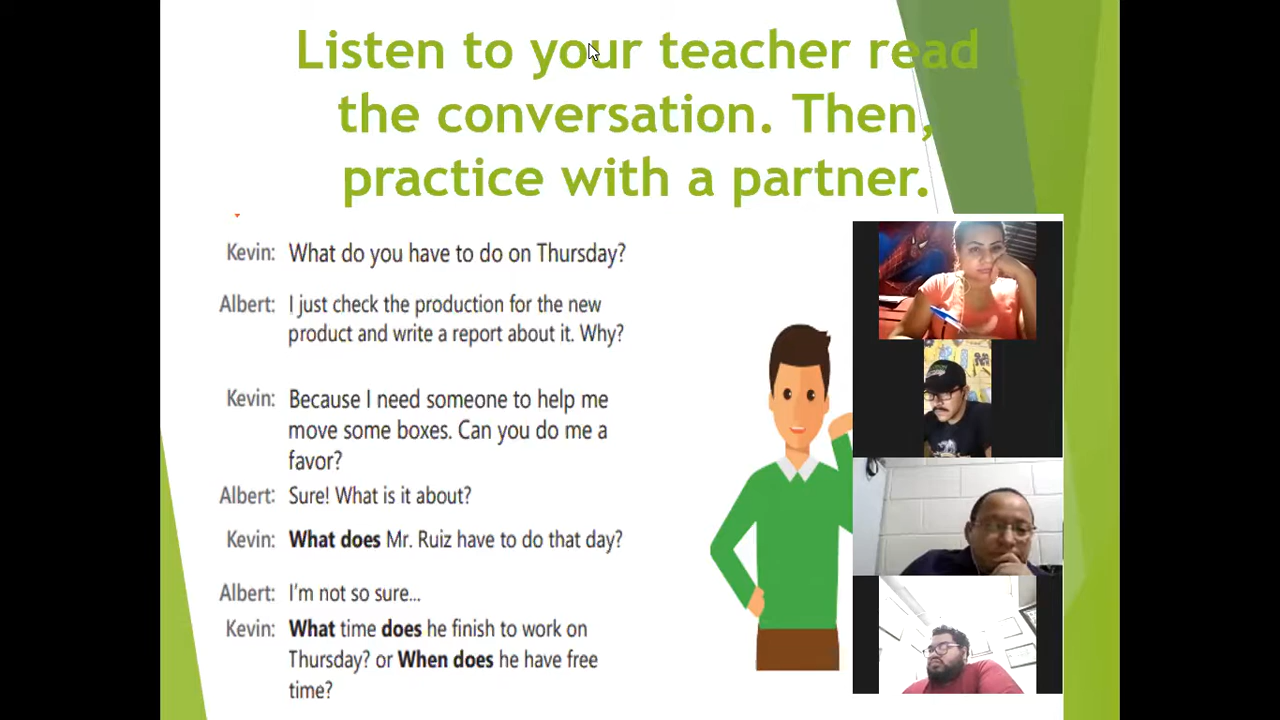 Listen to your teacher read
the conversation. Then,
practice with a partner.
Kevin: What do you have to do on Thursday?
Albert: I just check the production for the new
product and write a report about it. Why?
Kevin: Because I need someone to help me
move some boxes. Can you do me a
favor?
Albert: Sure! What is it about?
Kevin: What does Mr. Ruiz have to do that day?
Albert: I'm not so sure...
Kevin: What time does he finish to work on
Thursday? or When does he have free
time?